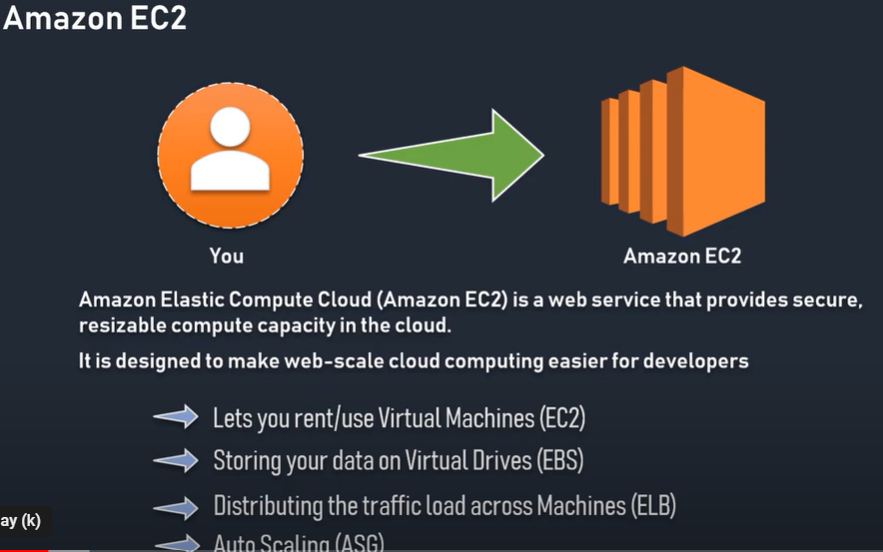 Amazon EC2
You
Amazon EC2
Amazon Elastic Compute Cloud (Amazon EC2) is a web service that provides secure,
resizable compute capacity in the cloud.
It is designed to make web-scale cloud computing easier for developers
Lets you rent/use Virtual Machines (EC2)
Storing your data on Virtual Drives (EBS)
Distributing the traffic load across Machines (ELB)
ay (k)
Auto Scaling (ASG)